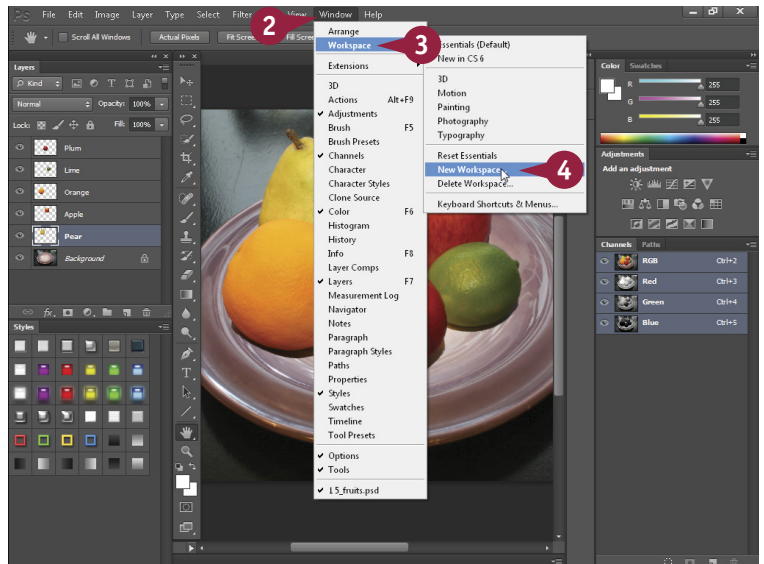 Ps File Edit Image Layer Type Select Filter View Window Help
2
Scroll All Windows Actual Pixels Fit Screen Fill Screen
Layers
Kind
Normal Opacity: 100%
Lock: Fill: 100%
Plum
Lime
Orange
Apple
Pear
Background
fx
Styles
Arrange
Workspace
3
Extensions
3D
Actions Alt+F9
✓ Adjustments
Brush F5
Brush Presets
✓ Channels
Character
Character Styles
Clone Source
✓ Color F6
Histogram
History
Info F8
Layer Comps
✓ Layers F7
Measurement Log
Navigator
Notes
Paragraph
Paragraph Styles
Paths
Properties
✓ Styles
Swatches
Timeline
Tool Presets
✓ Options
✓ Tools
✓ 15_fruits.psd
Essentials (Default)
New in CS6
3D
Motion
Painting
Photography
Typography
Reset Essentials
New Workspace...
4
Delete Workspace...
Keyboard Shortcuts & Menus...
Color Swatches
R 255
G 255
B 255
Adjustments
Add an adjustment
Channels Paths
RGB Ctrl+2
Red Ctrl+3
Green Ctrl+4
Blue Ctrl+5